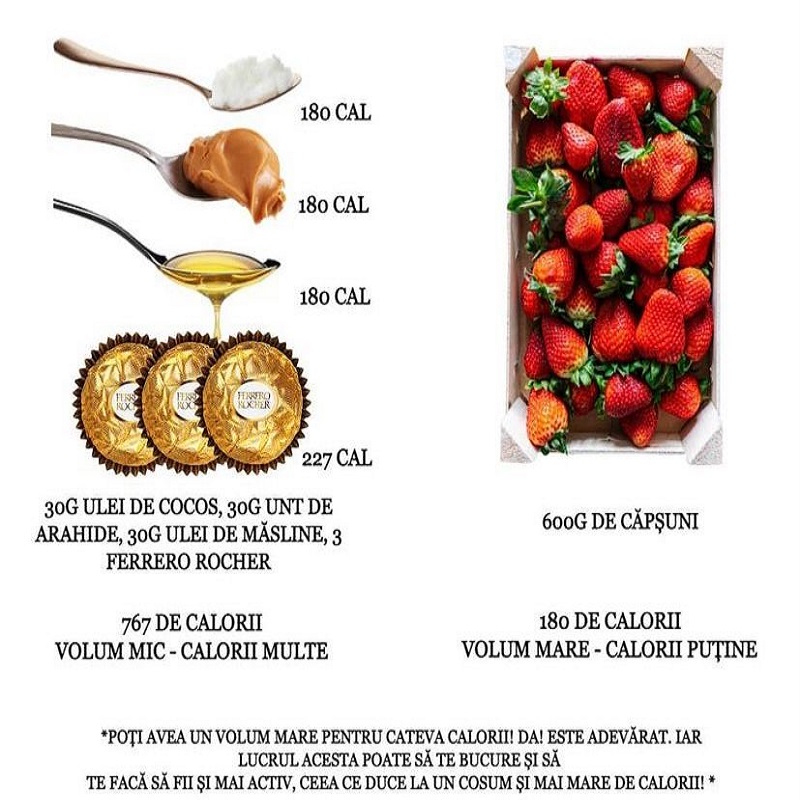 180 CAL
180 CAL
180 CAL
FERRERO
ROCHER
FERRERO
ROCHER
FERRERO
ROCHER
227 CAL
30G ULEI DE COCOS, 30G UNT DE
ARAHIDE, 30G ULEI DE MĂSLINE, 3
FERRERO ROCHER
767 DE CALORII
VOLUM MIC - CALORII MULTE
600G DE CĂPȘUNI
180 DE CALORII
VOLUM MARE - CALORII PUȚINE
*POȚI AVEA UN VOLUM MARE PENTRU CATEVA CALORII! DA! ESTE ADEVĂRAT. IAR
LUCRUL ACESTA POATE SĂ TE BUCURE ȘI SĂ
TE FACĂ SĂ FII ȘI MAI ACTIV, CEEA CE DUCE LA UN COSUM ȘI MAI MARE DE CALORII! *